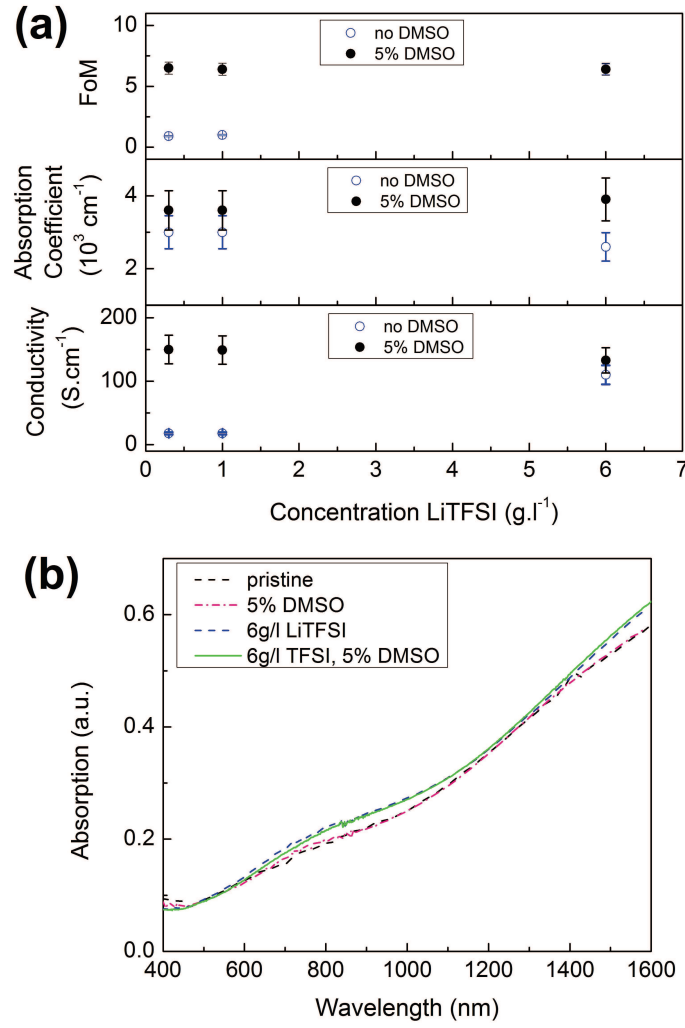 (a)
10
5
0
FoM
no DMSO
5% DMSO
4
2
Absorption
Coefficient
(10³ cm⁻¹)
no DMSO
5% DMSO
200
100
0
Conductivity
(S.cm⁻¹)
no DMSO
5% DMSO
0 1 2 3 4 5 6 7
Concentration LiTFSI (g.l⁻¹)
(b)
pristine
5% DMSO
6g/l LiTFSI
6g/l TFSI, 5% DMSO
0.6
0.4
0.2
0.0
Absorption (a.u.)
400 600 800 1000 1200 1400 1600
Wavelength (nm)